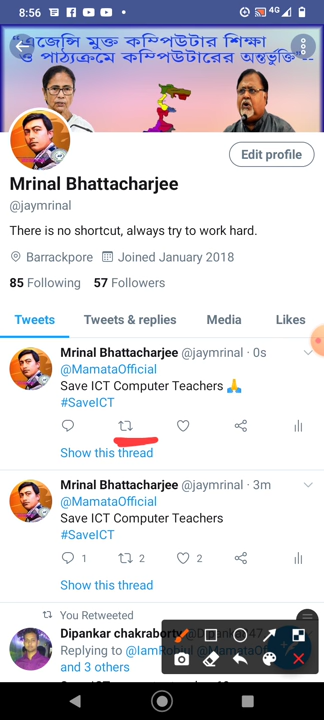 8:56
4G
"এজেন্সি মুক্ত কম্পিউটার শিক্ষা
ও পাঠ্যক্রমে কম্পিউটারের অন্তর্ভুক্তি"...
Edit profile
Mrinal Bhattacharjee
@jaymrinal
There is no shortcut, always try to work hard.
Barrackpore Joined January 2018
85 Following 57 Followers
Tweets Tweets & replies Media Likes
Mrinal Bhattacharjee @jaymrinal · 0s
@MamataOfficial
Save ICT Computer Teachers 🙏
#SaveICT
Show this thread
Mrinal Bhattacharjee @jaymrinal · 3m
@MamataOfficial
Save ICT Computer Teachers
#SaveICT
1 2 2
Show this thread
You Retweeted
Dipankar chakraborty
Replying to
and 3 others